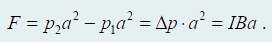 F = p₂a² − p₁a² = Δp · a² = IBa .